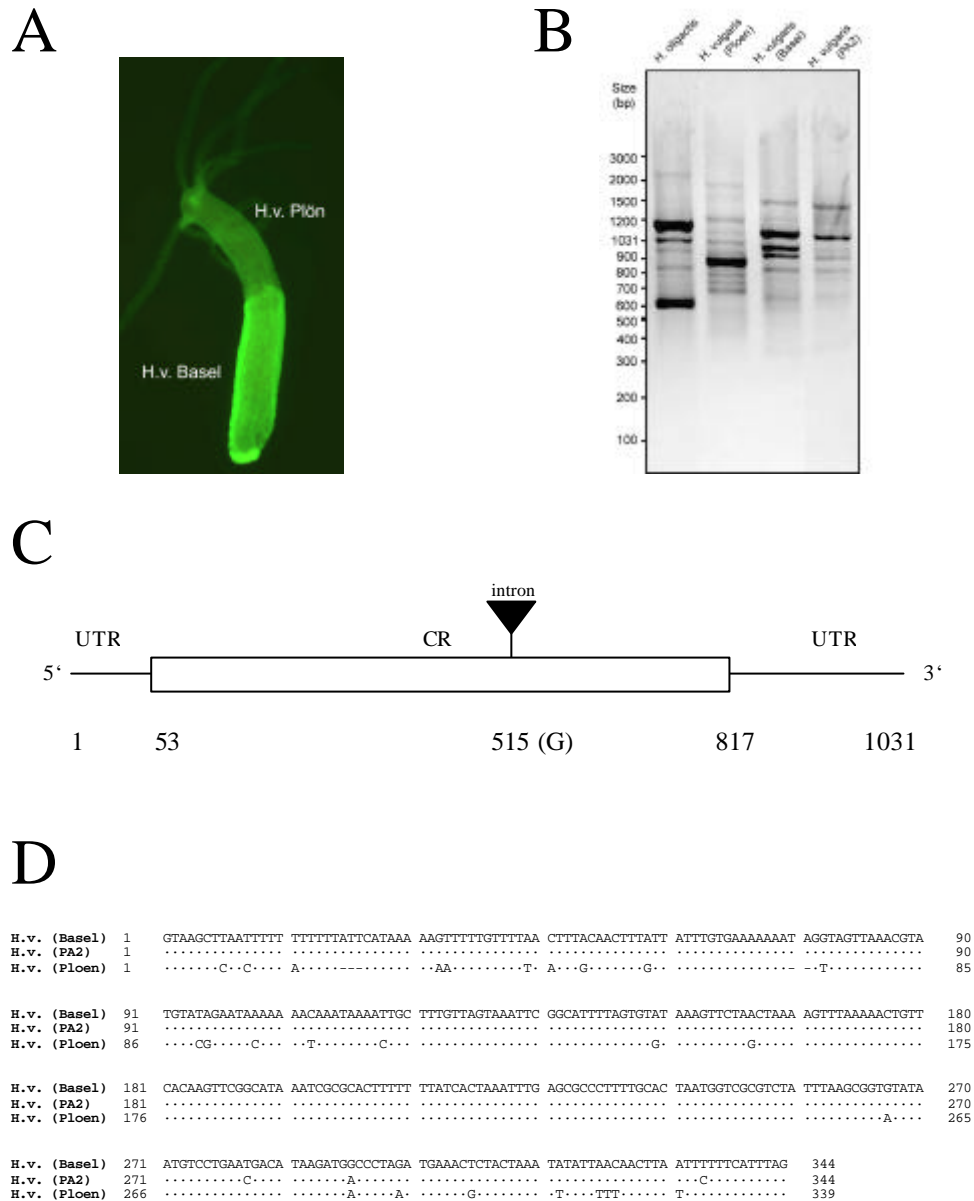 A
B
H.v. Plön
H.v. Basel
H. oligactis
H. vulgaris (Ploen)
H. vulgaris (Basel)
H. vulgaris (PA2)
Size (bp)
3000
2000
1500
1200
1031
900
800
700
600
500
400
300
200
100
C
intron
UTR CR UTR
5‘ 3‘
1 53 515 (G) 817 1031
D
H.v. (Basel) 1 GTAAGCTTAATTTTT TTTTTTATTCATAAA AAGTTTTTGTTTTAA CTTTACAACTTTATT ATTTGTGAAAAAAAT AGGTAGTTAAACGTA 90
H.v. (PA2) 1 ··············· ··············· ··············· ··············· ··············· ··············· 90
H.v. (Ploen) 1 ·······C··C···· A·····---······ ··AA·········T· A···G·······G·· ·············-· -·T············ 85
H.v. (Basel) 91 TGTATAGAATAAAAA AACAAATAAAATTGC TTTGTTAGTAAATTC GGCATTTTAGTGTAT AAAGTTCTAACTAAA AGTTTAAAAACTGTT 180
H.v. (PA2) 91 ··············· ··············· ··············· ··············· ··············· ··············· 180
H.v. (Ploen) 86 ····CG·····C··· ··T········C··· ··············· ·············G· ·········G····· ··············· 175
H.v. (Basel) 181 CACAAGTTCGGCATA AATCGCGCACTTTTT TTATCACTAAATTTG AGCGCCCTTTTGCAC TAATGGTCGCGTCTA TTTAAGCGGTGTATA 270
H.v. (PA2) 181 ··············· ··············· ··············· ··············· ··············· ··············· 270
H.v. (Ploen) 176 ··············· ··············· ··············· ··············· ··············· ··········A···· 265
H.v. (Basel) 271 ATGTCCTGAATGACA TAAGATGGCCCTAGA TGAAACTCTACTAAA TATATTAACAACTTA ATTTTTTCATTTAG 344
H.v. (PA2) 271 ··········C···· ·······A······· ··············· ··············· ···C·········· 344
H.v. (Ploen) 266 ··············· ·······A·····A· ·······G······· ···T····TTT···· T············· 339